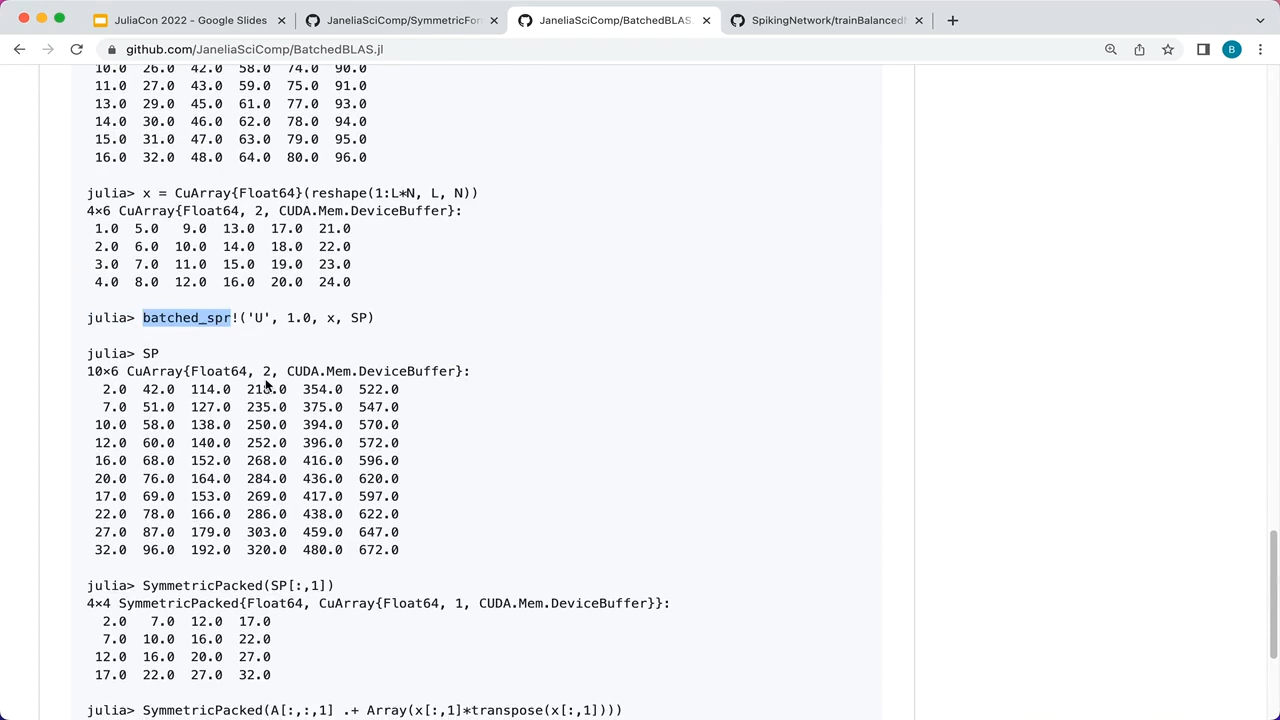 JuliaCon 2022 - Google Slides
JaneliaSciComp/SymmetricFor
JaneliaSciComp/BatchedBLAS.
SpikingNetwork/trainBalancedN
github.com/JaneliaSciComp/BatchedBLAS.jl
B
10.0 26.0 42.0 58.0 74.0 90.0
11.0 27.0 43.0 59.0 75.0 91.0
13.0 29.0 45.0 61.0 77.0 93.0
14.0 30.0 46.0 62.0 78.0 94.0
15.0 31.0 47.0 63.0 79.0 95.0
16.0 32.0 48.0 64.0 80.0 96.0
julia> x = CuArray{Float64}(reshape(1:L*N, L, N))
4×6 CuArray{Float64, 2, CUDA.Mem.DeviceBuffer}:
1.0 5.0 9.0 13.0 17.0 21.0
2.0 6.0 10.0 14.0 18.0 22.0
3.0 7.0 11.0 15.0 19.0 23.0
4.0 8.0 12.0 16.0 20.0 24.0
julia> batched_spr!('U', 1.0, x, SP)
julia> SP
10×6 CuArray{Float64, 2, CUDA.Mem.DeviceBuffer}:
2.0 42.0 114.0 218.0 354.0 522.0
7.0 51.0 127.0 235.0 375.0 547.0
10.0 58.0 138.0 250.0 394.0 570.0
12.0 60.0 140.0 252.0 396.0 572.0
16.0 68.0 152.0 268.0 416.0 596.0
20.0 76.0 164.0 284.0 436.0 620.0
17.0 69.0 153.0 269.0 417.0 597.0
22.0 78.0 166.0 286.0 438.0 622.0
27.0 87.0 179.0 303.0 459.0 647.0
32.0 96.0 192.0 320.0 480.0 672.0
julia> SymmetricPacked(SP[:,1])
4×4 SymmetricPacked{Float64, CuArray{Float64, 1, CUDA.Mem.DeviceBuffer}}:
2.0 7.0 12.0 17.0
7.0 10.0 16.0 22.0
12.0 16.0 20.0 27.0
17.0 22.0 27.0 32.0
julia> SymmetricPacked(A[:,:,1] .+ Array(x[:,1]*transpose(x[:,1])))